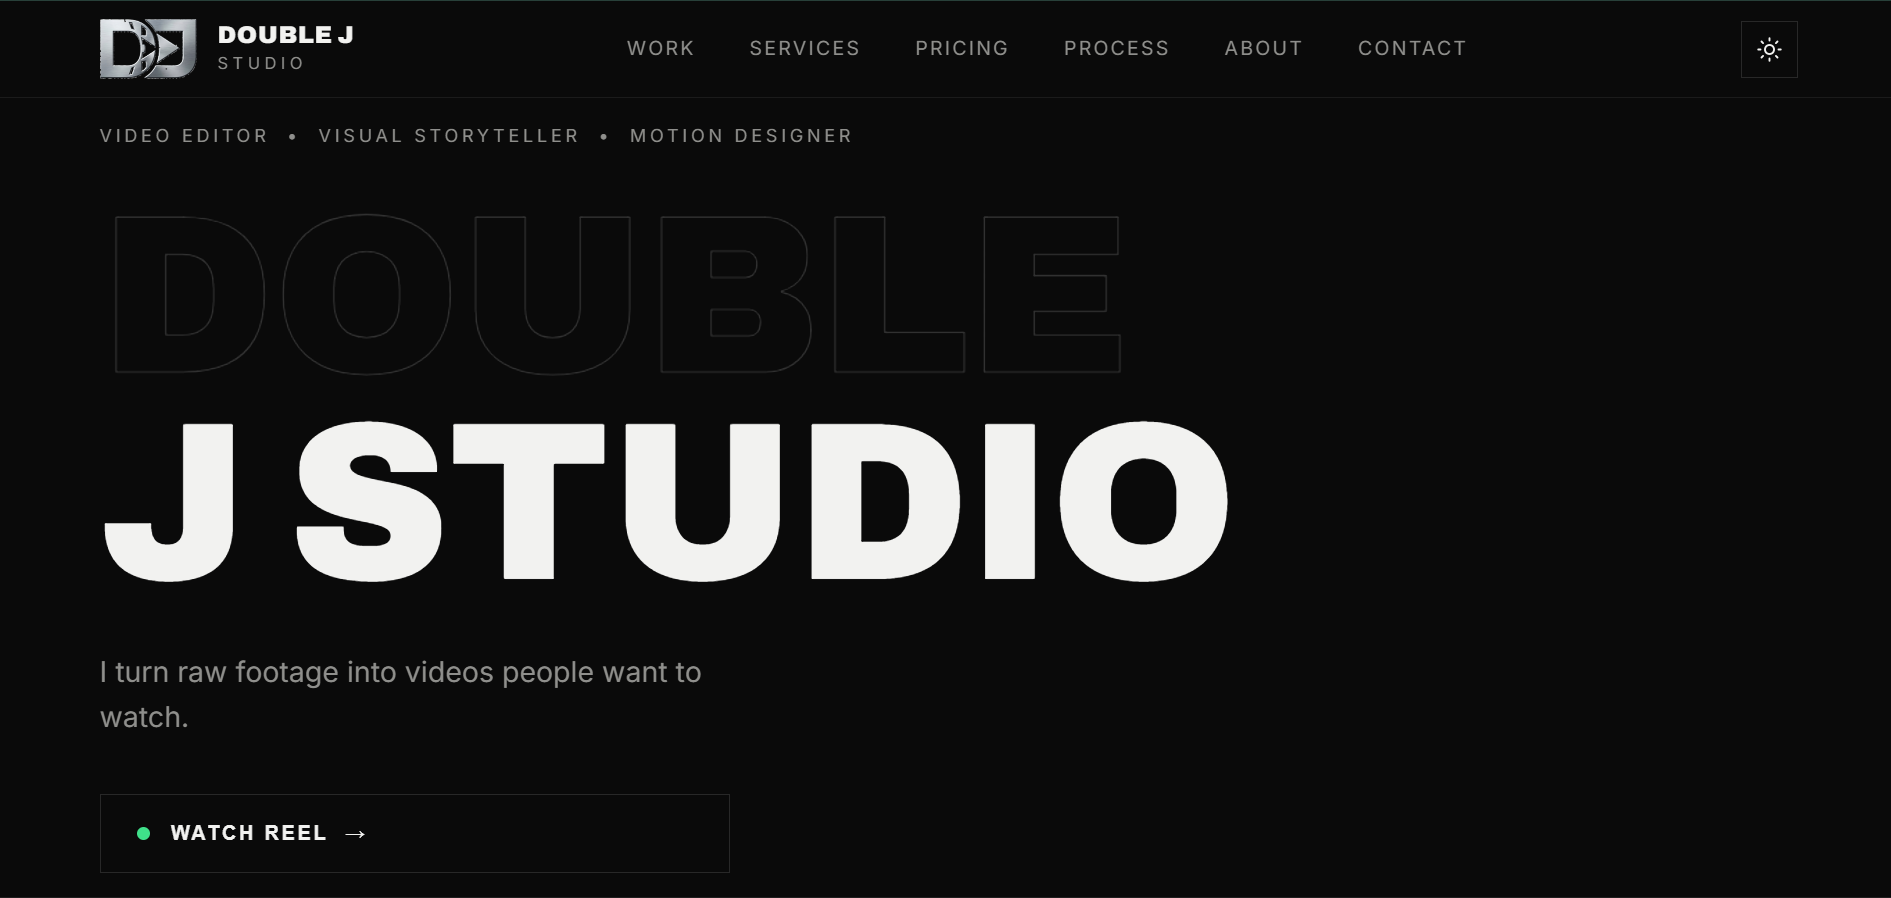 DOUBLE J
STUDIO
WORK SERVICES PRICING PROCESS ABOUT CONTACT
VIDEO EDITOR • VISUAL STORYTELLER • MOTION DESIGNER
DOUBLE
J STUDIO
I turn raw footage into videos people want to
watch.
WATCH REEL →